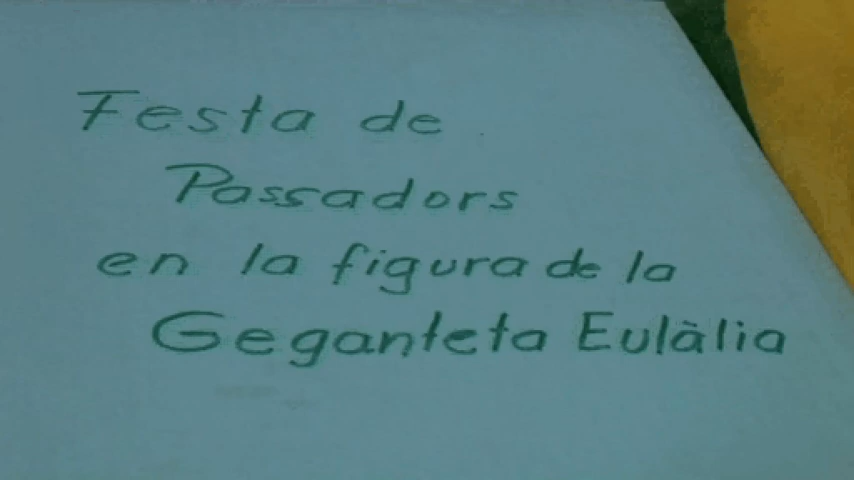 Festa de
Passadors
en la figura de la
Geganteta Eulàlia